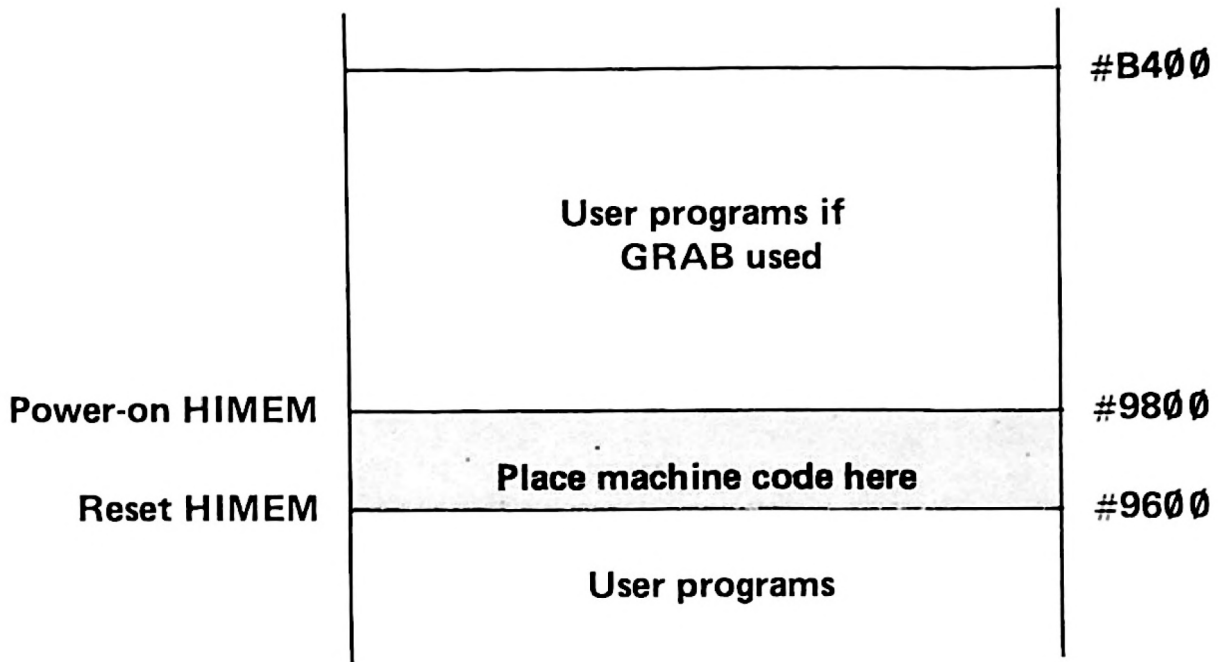 #B4ØØ
User programs if
GRAB used
Power-on HIMEM
#98ØØ
Place machine code here
Reset HIMEM
#96ØØ
User programs